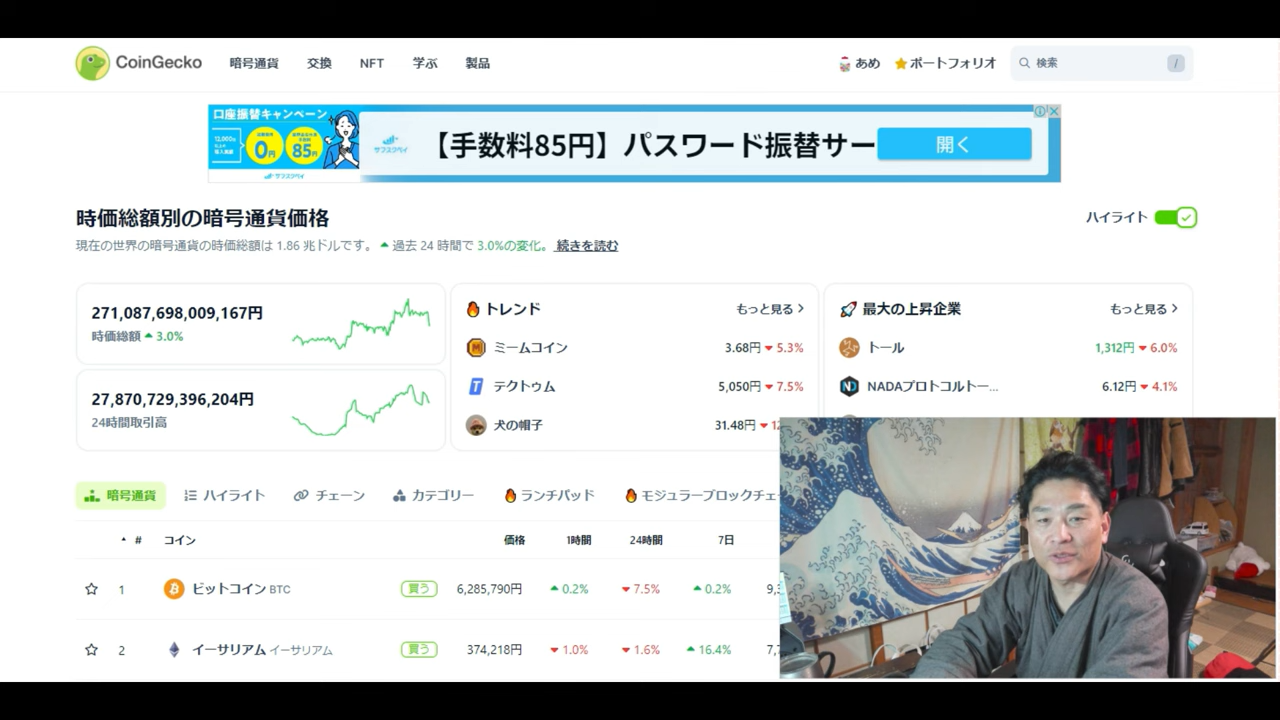 CoinGecko 暗号通貨 交換 NFT 学ぶ 製品 あめ ポートフォリオ 検索 /
口座振替キャンペーン
0円 85円
サブスクペイ
サブスクペイ
【手数料85円】パスワード振替サー 開く
時価総額別の暗号通貨価格
ハイライト
現在の世界の暗号通貨の時価総額は 1.86 兆ドルです。 過去 24 時間で 3.0%の変化。 続きを読む
271,087,698,009,167円
時価総額 3.0%
27,870,729,396,204円
24時間取引高
トレンド もっと見る
ミームコイン 3.68円 5.3%
テクトゥム 5,050円 7.5%
犬の帽子 31.48円
最大の上昇企業 もっと見る
トール 1,312円 6.0%
NADAプロトコルトー... 6.12円 4.1%
暗号通貨 ハイライト チェーン カテゴリー ランチパッド モジュラーブロックチェ
# コイン 価格 1時間 24時間 7日
1 ビットコイン BTC 買う 6,285,790円 0.2% 7.5% 0.2%
2 イーサリアム イーサリアム 買う 374,218円 1.0% 1.6% 16.4%